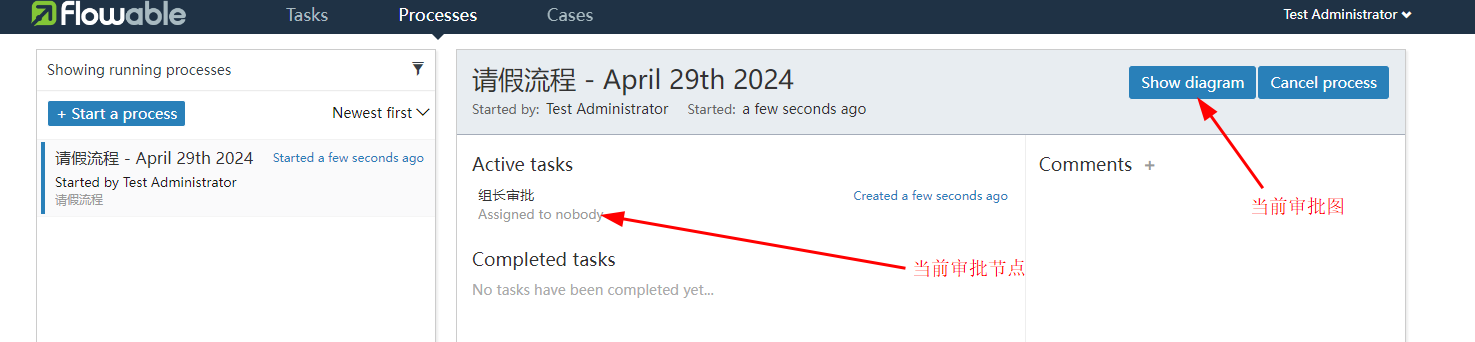 flowable Tasks Processes Cases Test Administrator
Showing running processes
+ Start a process Newest first
请假流程 - April 29th 2024 Started a few seconds ago
Started by Test Administrator
请假流程
请假流程 - April 29th 2024
Started by: Test Administrator Started: a few seconds ago
Show diagram Cancel process
Active tasks
组长审批 Created a few seconds ago
Assigned to nobody
当前审批节点
Completed tasks
No tasks have been completed yet...
Comments +
当前审批图